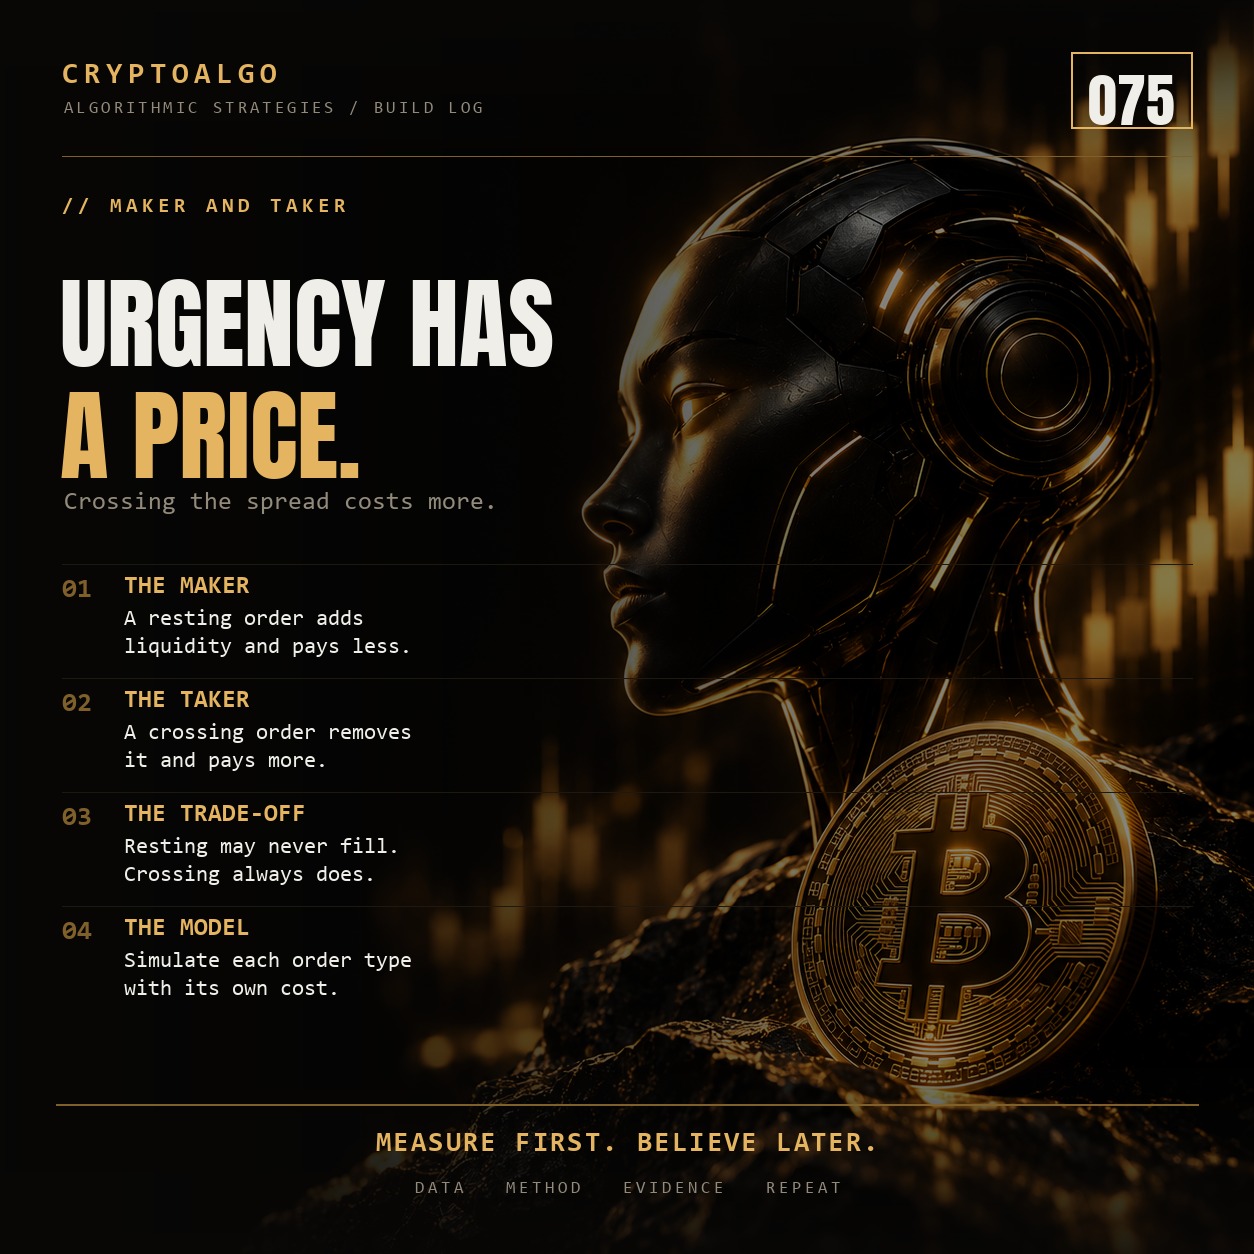 CRYPTOALGO
ALGORITHMIC STRATEGIES / BUILD LOG
075
// MAKER AND TAKER
URGENCY HAS
A PRICE.
Crossing the spread costs more.
01 THE MAKER
A resting order adds
liquidity and pays less.
02 THE TAKER
A crossing order removes
it and pays more.
03 THE TRADE-OFF
Resting may never fill.
Crossing always does.
04 THE MODEL
Simulate each order type
with its own cost.
MEASURE FIRST. BELIEVE LATER.
DATA METHOD EVIDENCE REPEAT